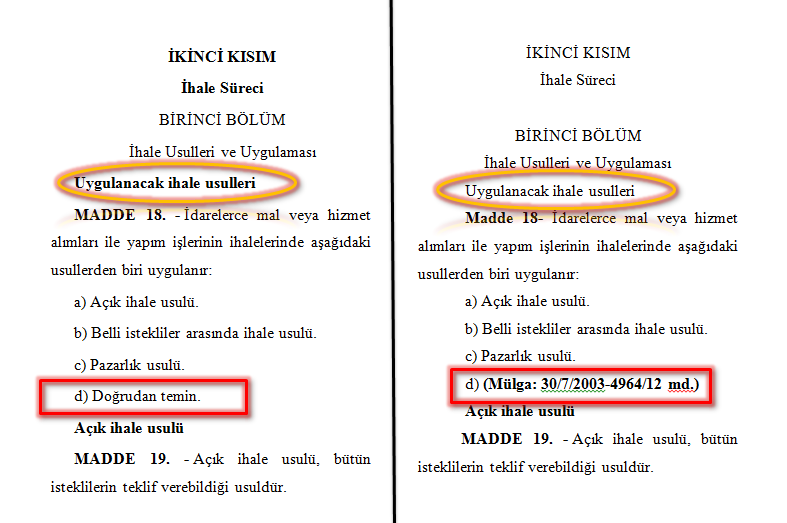 İKİNCİ KISIM
İhale Süreci
BİRİNCİ BÖLÜM
İhale Usulleri ve Uygulaması
Uygulanacak ihale usulleri
MADDE 18. - İdarelerce mal veya hizmet
alımları ile yapım işlerinin ihalelerinde aşağıdaki
usullerden biri uygulanır:
a) Açık ihale usulü.
b) Belli istekliler arasında ihale usulü.
c) Pazarlık usulü.
d) Doğrudan temin.
Açık ihale usulü
MADDE 19. - Açık ihale usulü, bütün
isteklilerin teklif verebildiği usuldür.
İKİNCİ KISIM
İhale Süreci
BİRİNCİ BÖLÜM
İhale Usulleri ve Uygulaması
Uygulanacak ihale usulleri
Madde 18- İdarelerce mal veya hizmet
alımları ile yapım işlerinin ihalelerinde aşağıdaki
usullerden biri uygulanır:
a) Açık ihale usulü.
b) Belli istekliler arasında ihale usulü.
c) Pazarlık usulü.
d) (Mülga: 30/7/2003-4964/12 md.)
Açık ihale usulü
MADDE 19. - Açık ihale usulü, bütün
isteklilerin teklif verebildiği usuldür.